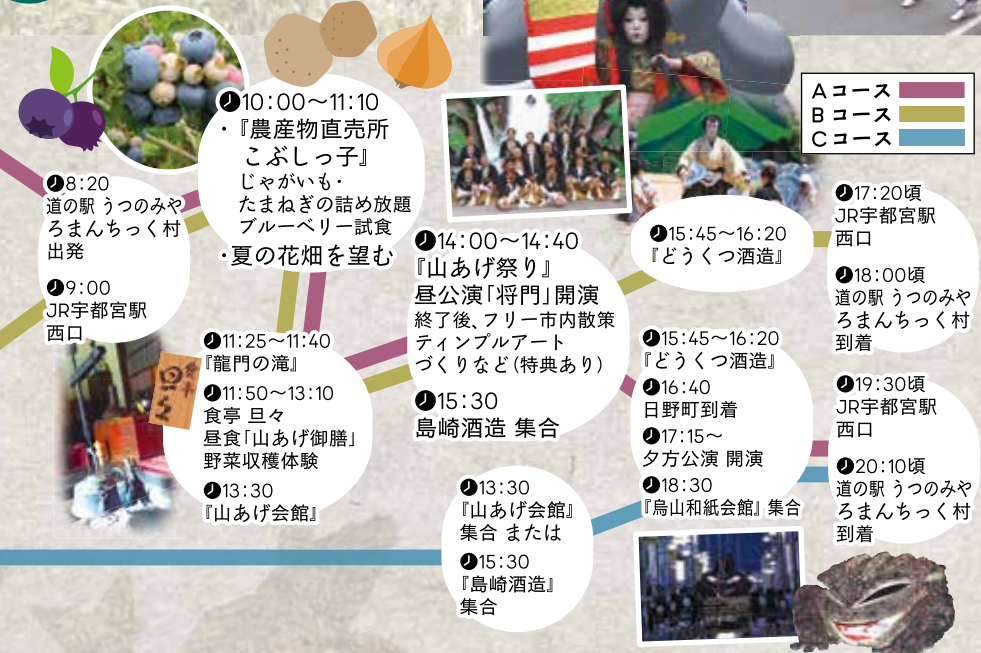 Aコース
Bコース
Cコース
8:20
道の駅 うつのみや
ろまんちっく村
出発
9:00
JR宇都宮駅
西口
10:00〜11:10
・『農産物直売所
こぶしっ子』
じゃがいも・
たまねぎの詰め放題
ブルーベリー試食
・夏の花畑を望む
11:25〜11:40
『龍門の滝』
11:50〜13:10
食亭 旦々
昼食「山あげ御膳」
野菜収穫体験
13:30
『山あげ会館』
14:00〜14:40
『山あげ祭り』
昼公演「将門」開演
終了後、フリー市内散策
ティンプルアート
づくりなど(特典あり)
15:30
島崎酒造 集合
13:30
『山あげ会館』
集合 または
15:30
『島崎酒造』
集合
15:45〜16:20
『どうくつ酒造』
15:45〜16:20
『どうくつ酒造』
16:40
日野町到着
17:15〜
夕方公演 開演
18:30
『烏山和紙会館』 集合
17:20頃
JR宇都宮駅
西口
18:00頃
道の駅 うつのみや
ろまんちっく村
到着
19:30頃
JR宇都宮駅
西口
20:10頃
道の駅 うつのみや
ろまんちっく村
到着